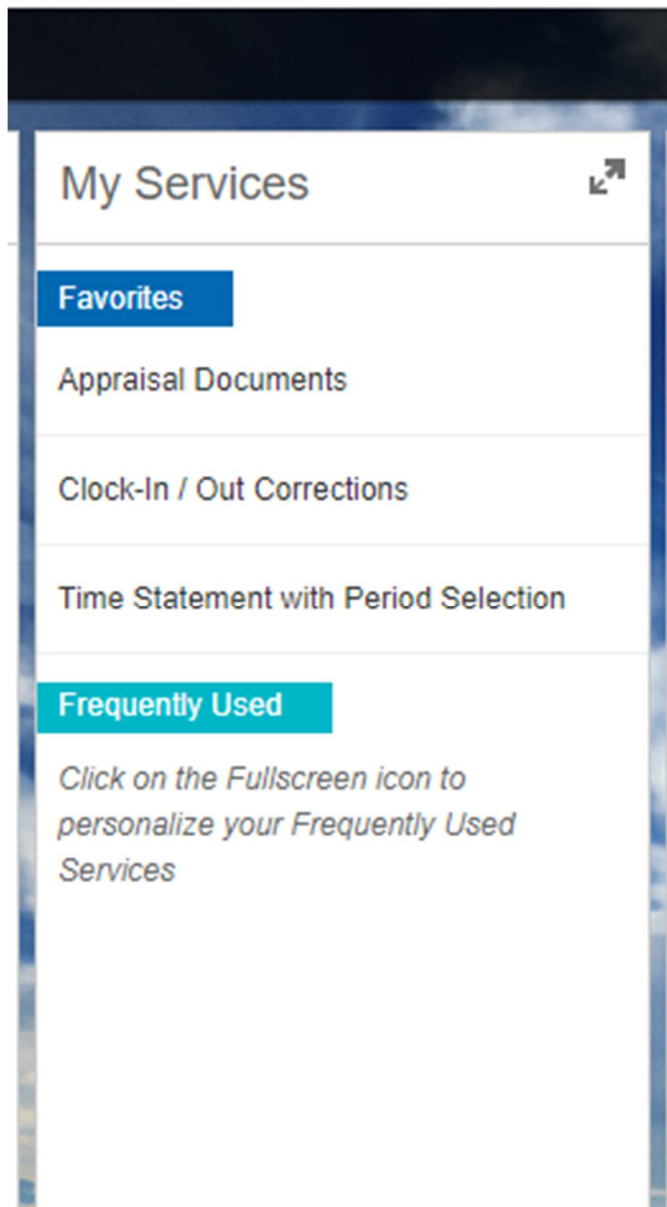 My Services
Favorites
Appraisal Documents
Clock-In / Out Corrections
Time Statement with Period Selection
Frequently Used
Click on the Fullscreen icon to
personalize your Frequently Used
Services